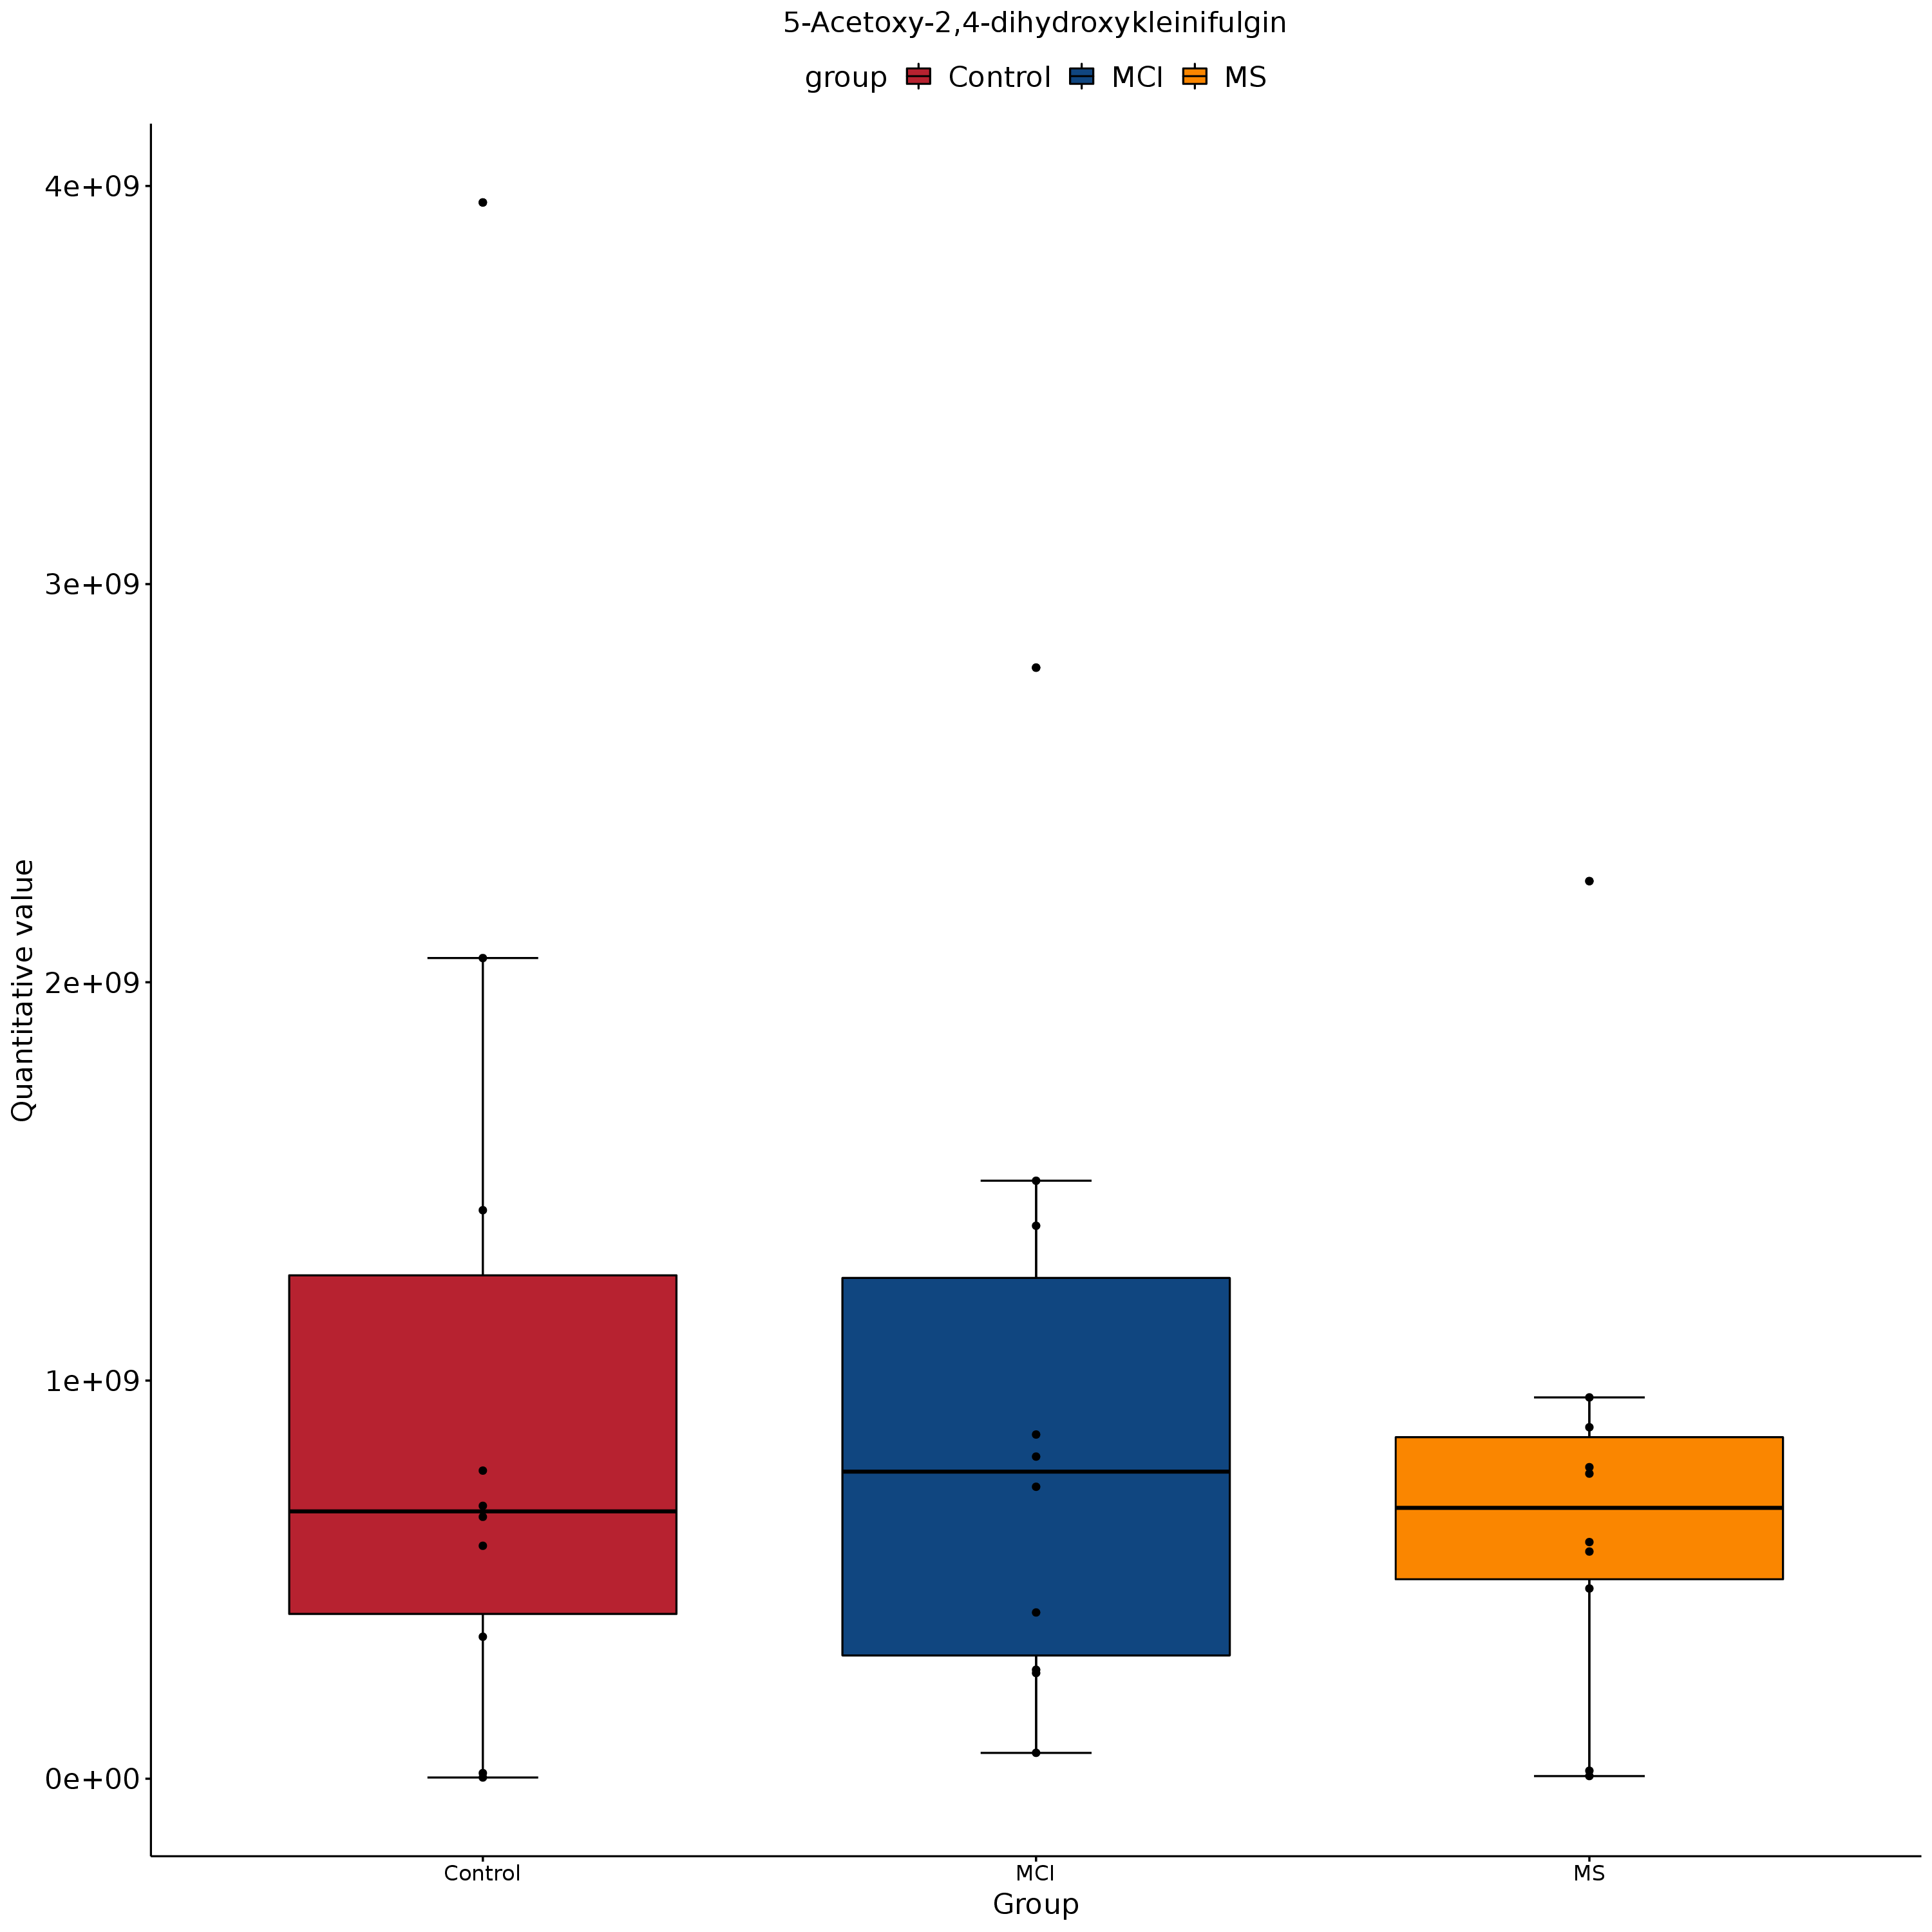 5-Acetoxy-2,4-dihydroxykleinifulgin
group Control MCI MS
Quantitative value
4e+09
3e+09
2e+09
1e+09
0e+00
Control MCI MS
Group